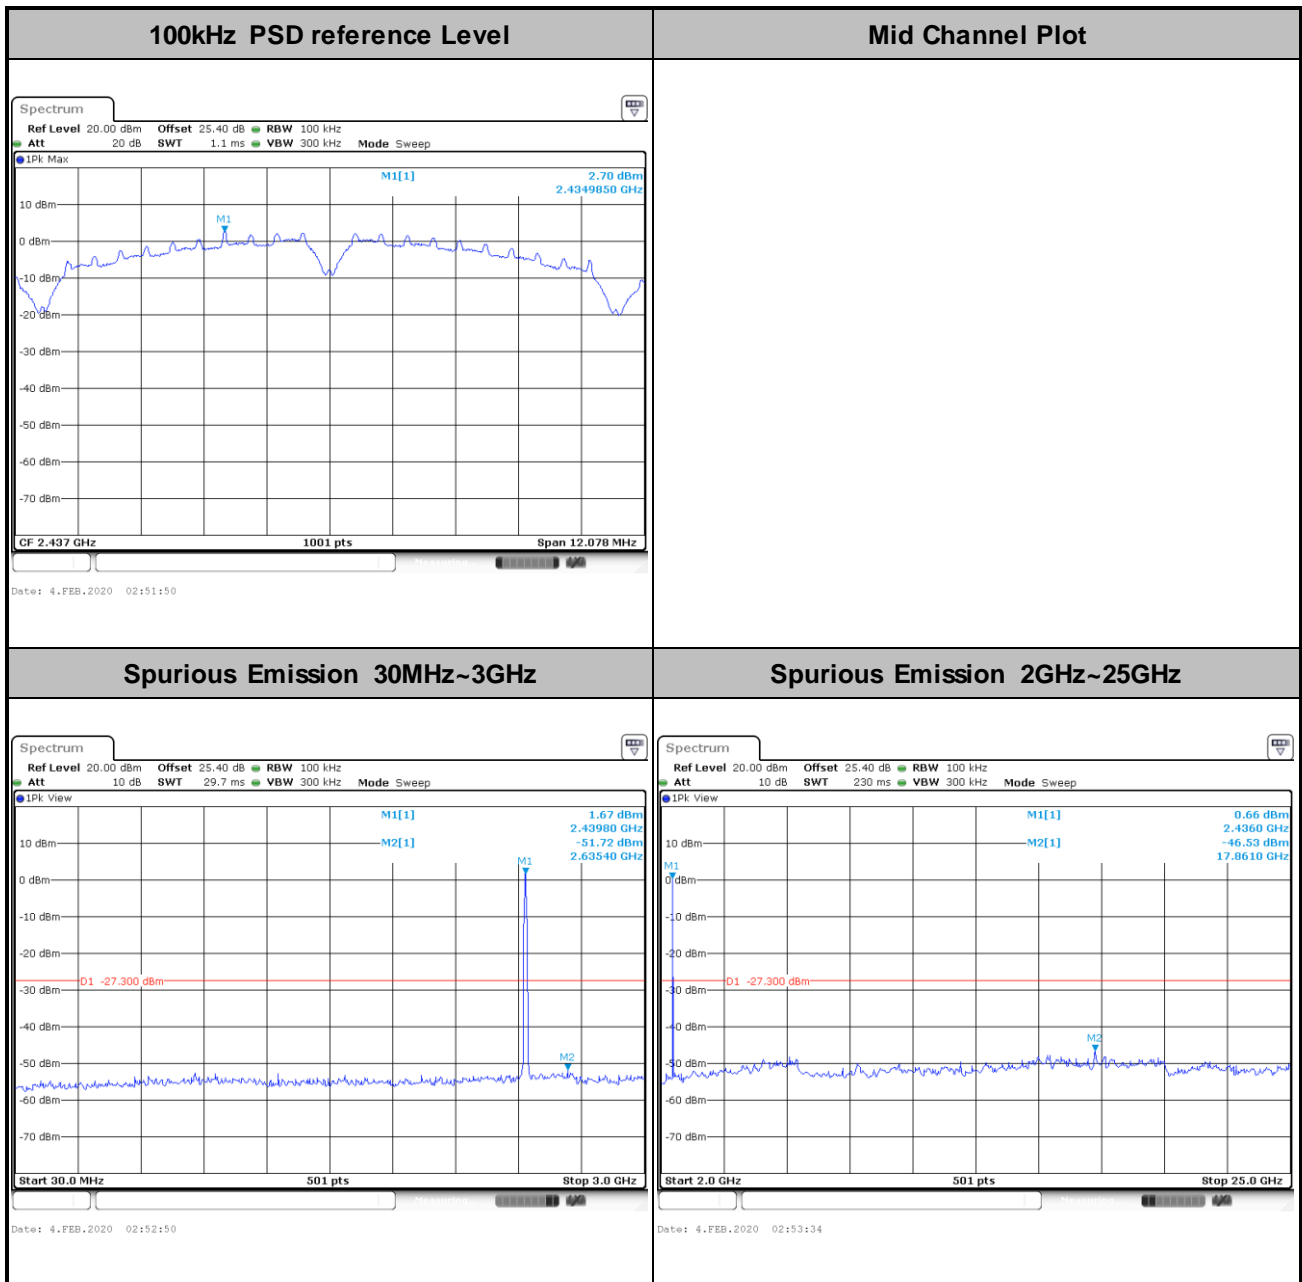 100kHz PSD reference Level
Mid Channel Plot
Spectrum
Ref Level 20.00 dBm Offset 25.40 dB RBW 100 kHz
Att 20 dB SWT 1.1 ms VBW 300 kHz Mode Sweep
1Pk Max
M1[1] 2.70 dBm
2.4349850 GHz
10 dBm
M1
0 dBm
-10 dBm
-20 dBm
-30 dBm
-40 dBm
-50 dBm
-60 dBm
-70 dBm
CF 2.437 GHz 1001 pts Span 12.078 MHz
Measuring...
Date: 4.FEB.2020 02:51:50
Spurious Emission 30MHz~3GHz
Spurious Emission 2GHz~25GHz
Spectrum
Ref Level 20.00 dBm Offset 25.40 dB RBW 100 kHz
Att 10 dB SWT 29.7 ms VBW 300 kHz Mode Sweep
1Pk View
M1[1] 1.67 dBm
2.43980 GHz
10 dBm
M2[1] -51.72 dBm
2.63540 GHz
M1
0 dBm
-10 dBm
-20 dBm
D1 -27.300 dBm
-30 dBm
-40 dBm
-50 dBm
M2
-60 dBm
-70 dBm
Start 30.0 MHz 501 pts Stop 3.0 GHz
Measuring...
Date: 4.FEB.2020 02:52:50
Spectrum
Ref Level 20.00 dBm Offset 25.40 dB RBW 100 kHz
Att 10 dB SWT 230 ms VBW 300 kHz Mode Sweep
1Pk View
M1[1] 0.66 dBm
2.4360 GHz
10 dBm
M2[1] -46.53 dBm
17.8610 GHz
M1
0 dBm
-10 dBm
-20 dBm
D1 -27.300 dBm
-30 dBm
-40 dBm
M2
-50 dBm
-60 dBm
-70 dBm
Start 2.0 GHz 501 pts Stop 25.0 GHz
Measuring...
Date: 4.FEB.2020 02:53:34